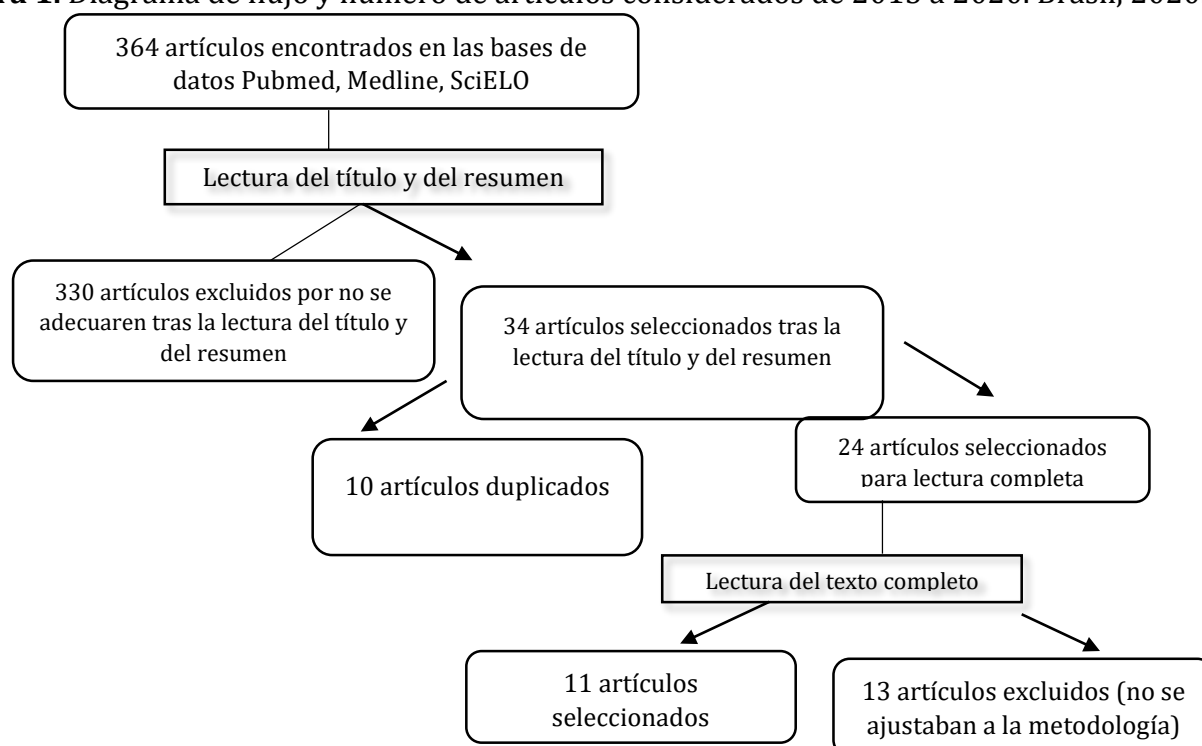 1. Diagrama de flujo y número de artículos considerados de 2015 a 2020. Brasil, 2020
364 artículos encontrados en las bases de
datos Pubmed, Medline, SciELO
Lectura del título y del resumen
330 artículos excluidos por no se
adecuaren tras la lectura del título y
del resumen
34 artículos seleccionados tras la
lectura del título y del resumen
10 artículos duplicados
24 artículos seleccionados
para lectura completa
Lectura del texto completo
11 artículos
seleccionados
13 artículos excluidos (no se
ajustaban a la metodología)